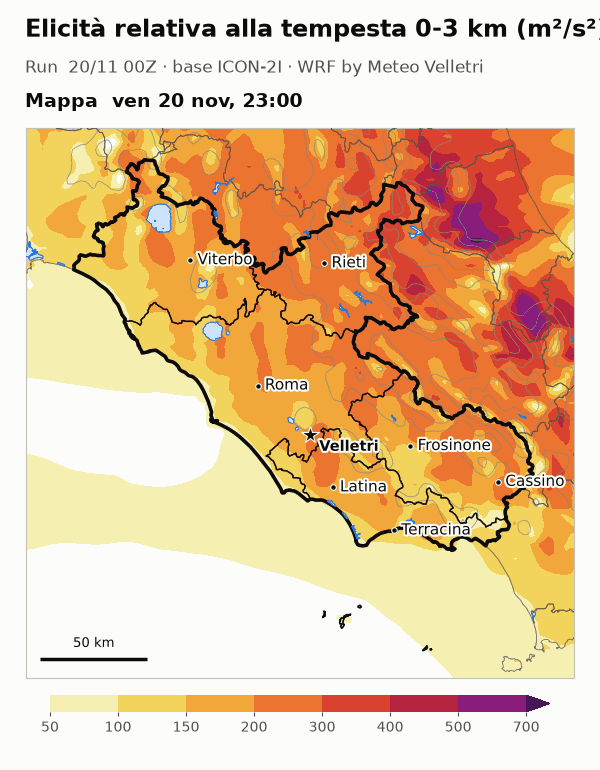 Elicità relativa alla tempesta 0-3 km (m²/s²)
Run  20/11 00Z · base ICON-2I · WRF by Meteo Velletri
Mappa  ven 20 nov, 23:00
Viterbo
Rieti
Roma
Velletri
Frosinone
Latina
Cassino
Terracina
50 km
50 100 150 200 300 400 500 700